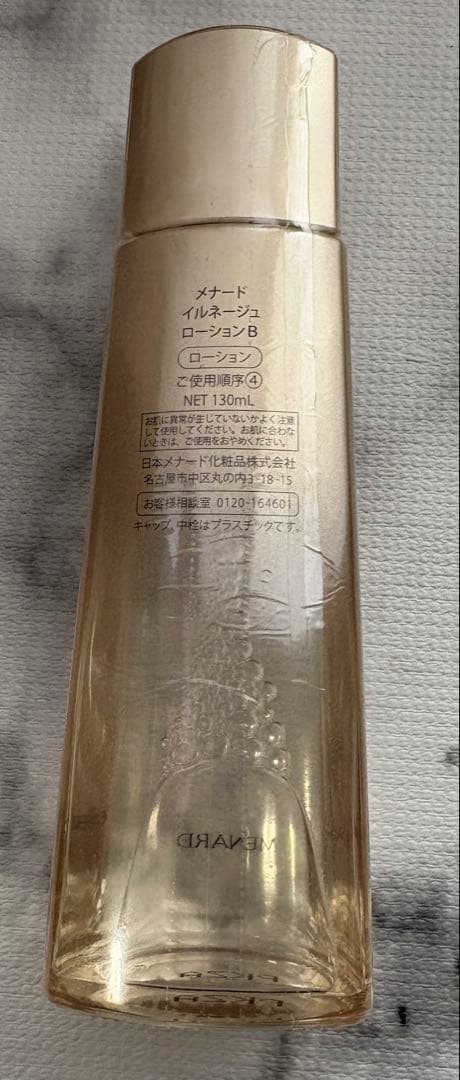 メナード
イルネージュ
ローションB
ローション
ご使用順序④
NET 130mL
お肌に異常が生じていないかよく注意
して使用してください。お肌に合わな
いときは、ご使用をおやめください。
日本メナード化粧品株式会社
名古屋市中区丸の内3-18-15
お客様相談室 0120-164601
キャップ、中栓はプラスチックです。
MENARD